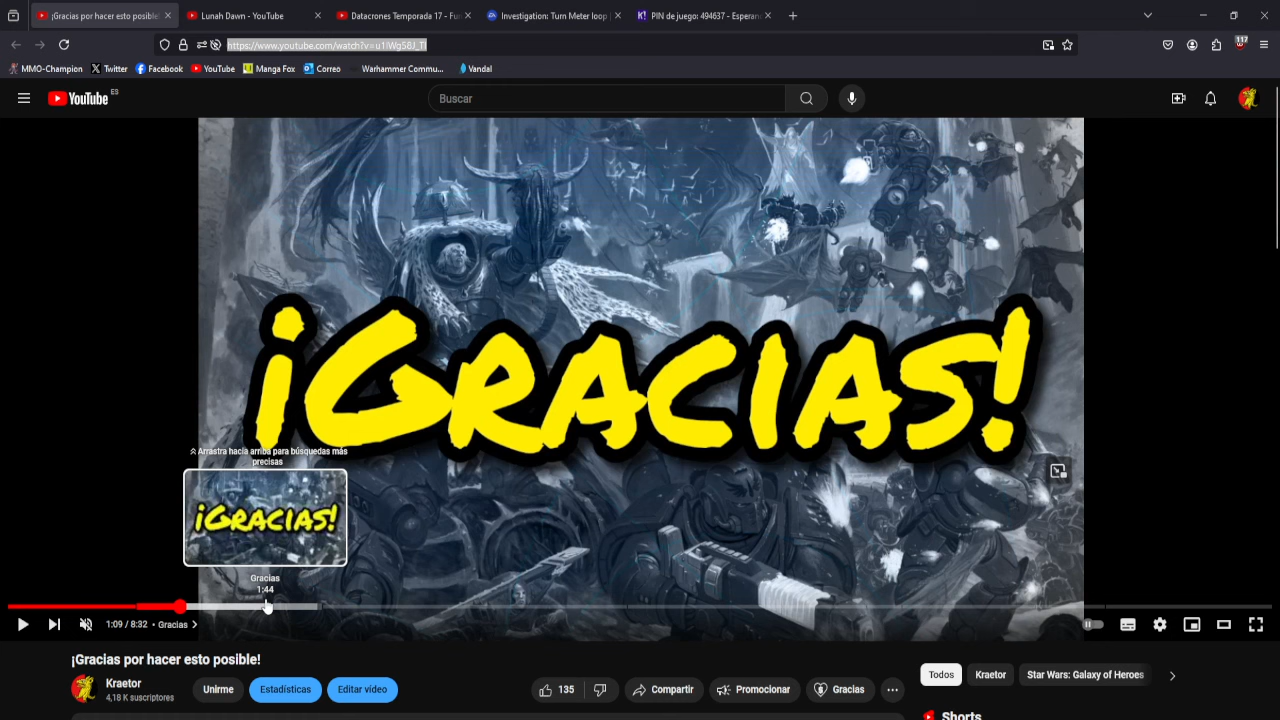 ¡Gracias por hacer esto posible!
Lunah Dawn - YouTube
Datacrones Temporada 17 - Fu
Investigation: Turn Meter loop |
PIN de juego: 494637 - Esperan
https://www.youtube.com/watch?v=u1iWg58J_TI
117
MMO-Champion
Twitter
Facebook
YouTube
Manga Fox
Correo
Warhammer Commu...
Vandal
YouTube ES
Buscar
¡GRACIAS!
Arrastra hacia arriba para búsquedas más
precisas
¡GRACIAS!
Gracias
1:44
1:09 / 8:32 • Gracias
¡Gracias por hacer esto posible!
Kraetor
4,18 K suscriptores
Unirme
Estadísticas
Editar vídeo
135
Compartir
Promocionar
Gracias
Todos
Kraetor
Star Wars: Galaxy of Heroes
Shorts